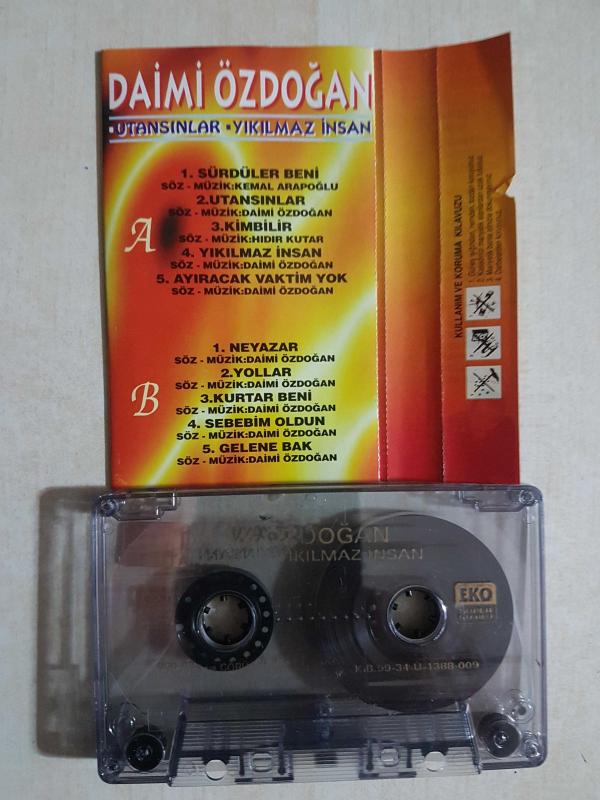 DAİMİ ÖZDOĞAN
•UTANSINLAR •YIKILMAZ İNSAN
A
1. SÜRDÜLER BENİ
SÖZ - MÜZİK:KEMAL ARAPOĞLU
2.UTANSINLAR
SÖZ - MÜZİK:DAİMİ ÖZDOĞAN
3.KİMBİLİR
SÖZ - MÜZİK:HIDIR KUTAR
4. YIKILMAZ İNSAN
SÖZ - MÜZİK:DAİMİ ÖZDOĞAN
5. AYIRACAK VAKTİM YOK
SÖZ - MÜZİK:DAİMİ ÖZDOĞAN
B
1. NEYAZAR
SÖZ - MÜZİK:DAİMİ ÖZDOĞAN
2.YOLLAR
SÖZ - MÜZİK:DAİMİ ÖZDOĞAN
3.KURTAR BENİ
SÖZ - MÜZİK:DAİMİ ÖZDOĞAN
4. SEBEBİM OLDUN
SÖZ - MÜZİK:DAİMİ ÖZDOĞAN
5. GELENE BAK
SÖZ - MÜZİK:DAİMİ ÖZDOĞAN
KULLANIM VE KORUMA KILAVUZU
ZDOĞAN
YIKILMAZ İNSAN
EKO
K.B.99-34-U-1388-009